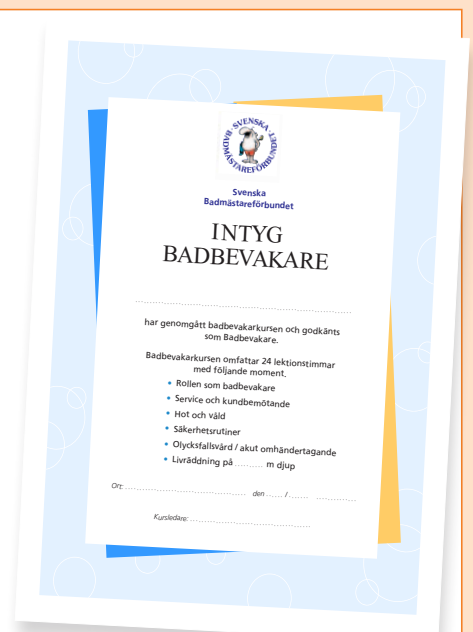 SVENSKA
BADMÄSTAREFÖRBUNDET
Svenska
Badmästareförbundet
INTYG
BADBEVAKARE
har genomgått badbevakarkursen och godkänts
som Badbevakare.
Badbevakarkursen omfattar 24 lektionstimmar
med följande moment.
• Rollen som badbevakare
• Service och kundbemötande
• Hot och våld
• Säkerhetsrutiner
• Olycksfallsvård / akut omhändertagande
• Livräddning på ......... m djup
Ort: ........................................ den ...... / ....... .............
Kursledare: ........................................